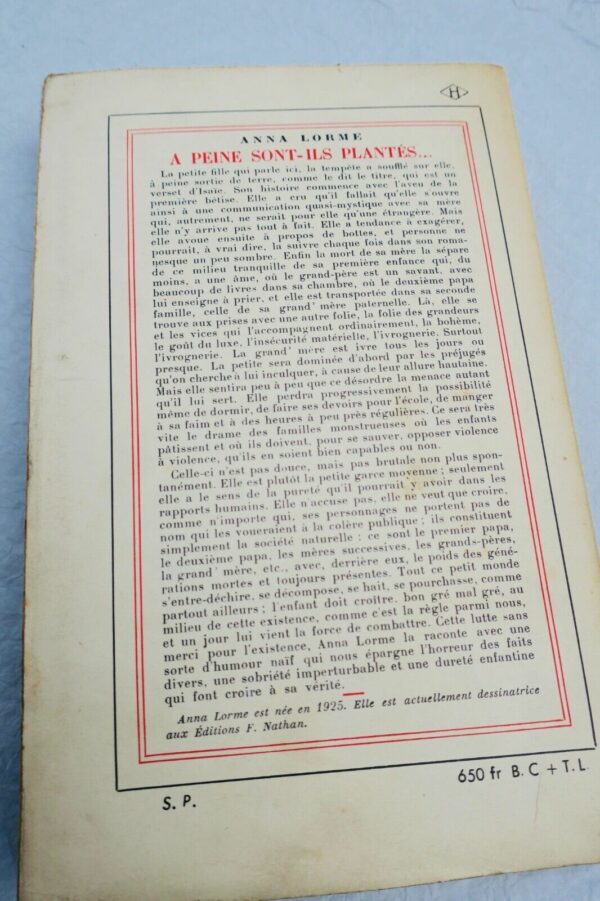 H
ANNA LORME
A PEINE SONT-ILS PLANTÉS...
La petite fille qui parle ici, la tempête a soufflé sur elle,
à peine sortie de terre, comme le dit le titre, qui est un
verset d'Isaïe. Son histoire commence avec l'aveu de la
première bêtise. Elle a cru qu'il fallait qu'elle s'ouvre
ainsi à une communication quasi-mystique avec sa mère
qui, autrement, ne serait pour elle qu'une étrangère. Mais
elle n'y arrive pas tout à fait. Elle a tendance à exagérer,
elle avoue ensuite à propos de bottes, et personne ne
pourrait, à vrai dire, la suivre chaque fois dans son roma-
nesque un peu sombre. Enfin la mort de sa mère la sépare
de ce milieu tranquille de sa première enfance qui, du
moins, a une âme, où le grand-père est un savant, avec
beaucoup de livres dans sa chambre, où le deuxième papa
lui enseigne à prier, et elle est transportée dans sa seconde
famille, celle de sa grand' mère paternelle. Là, elle se
trouve aux prises avec une autre folie, la folie des grandeurs
et les vices qui l'accompagnent ordinairement, la bohème,
le goût du luxe, l'insécurité matérielle, l'ivrognerie. Surtout
l'ivrognerie. La grand' mère est ivre tous les jours ou
presque. La petite sera dominée d'abord par les préjugés
qu'on cherche à lui inculquer, à cause de leur allure hautaine.
Mais elle sentira peu à peu que ce désordre la menace autant
qu'il lui sert. Elle perdra progressivement la possibilité
même de dormir, de faire ses devoirs pour l'école, de manger
à sa faim et à des heures à peu près régulières. Ce sera très
vite le drame des familles monstrueuses où les enfants
pâtissent et où ils doivent, pour se sauver, opposer violence
à violence, qu'ils en soient bien capables ou non.
Celle-ci n'est pas douce, mais pas brutale non plus spon-
tanément. Elle est plutôt la petite garce moyenne ; seulement
elle a le sens de la pureté qu'il pourrait y avoir dans les
rapports humains. Elle n'accuse pas, elle ne veut que croire,
comme n'importe qui, ses personnages ne portent pas de
nom qui les voueraient à la colère publique ; ils constituent
simplement la société naturelle : ce sont le premier papa,
le deuxième papa, les mères successives, les grands-pères,
la grand' mère, etc., avec, derrière eux, le poids des géné-
rations mortes et toujours présentes. Tout ce petit monde
s'entre-déchire, se décompose, se hait, se pourchasse, comme
partout ailleurs ; l'enfant doit croître, bon gré mal gré, au
milieu de cette existence, comme c'est la règle parmi nous,
et un jour lui vient la force de combattre. Cette lutte sans
merci pour l'existence, Anna Lorme la raconte avec une
sorte d'humour naïf qui nous épargne l'horreur des faits
divers, une sobriété imperturbable et une dureté enfantine
qui font croire à sa vérité.
Anna Lorme est née en 1925. Elle est actuellement dessinatrice
aux Éditions F. Nathan.
650 fr B. C + T. L.
S. P.